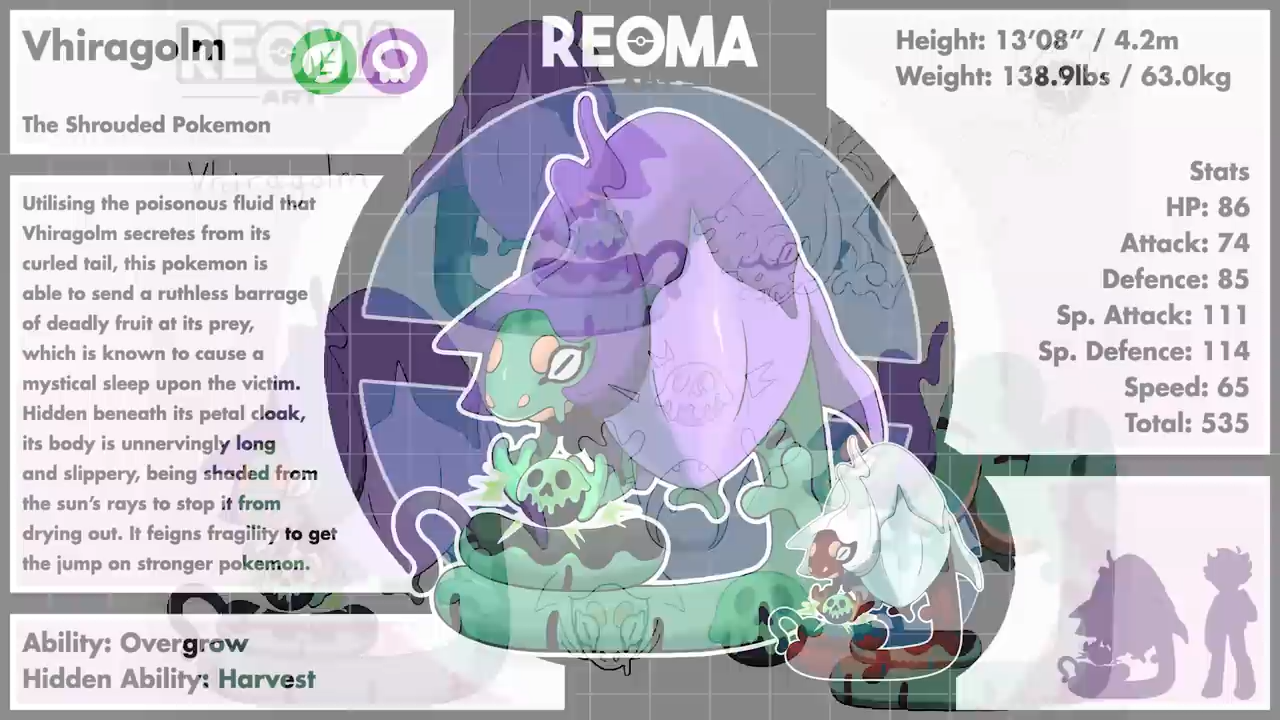 Vhiragolm
REOMA
ART
The Shrouded Pokemon
REOMA
Height: 13’08” / 4.2m
Weight: 138.9lbs / 63.0kg
Vhiragolm
Utilising the poisonous fluid that
Vhiragolm secretes from its
curled tail, this pokemon is
able to send a ruthless barrage
of deadly fruit at its prey,
which is known to cause a
mystical sleep upon the victim.
Hidden beneath its petal cloak,
its body is unnervingly long
and slippery, being shaded from
the sun’s rays to stop it from
drying out. It feigns fragility to get
the jump on stronger pokemon.
Stats
HP: 86
Attack: 74
Defence: 85
Sp. Attack: 111
Sp. Defence: 114
Speed: 65
Total: 535
Ability: Overgrow
Hidden Ability: Harvest